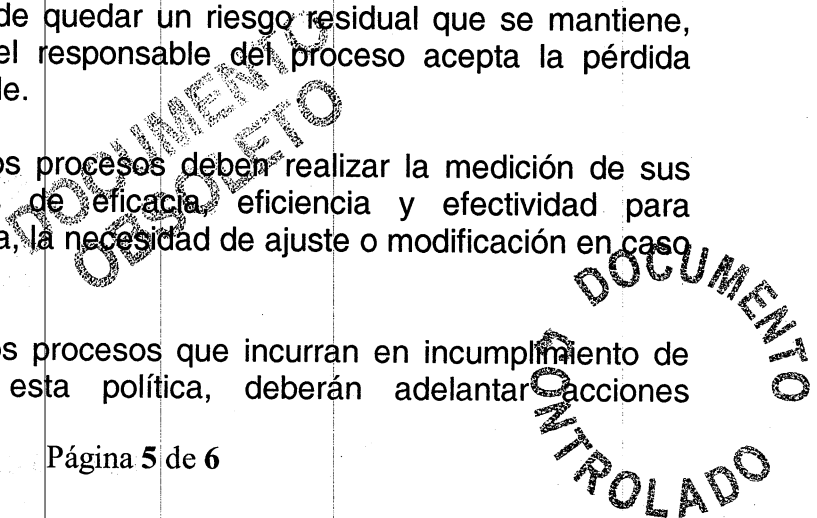 de quedar un riesgo residual que se mantiene,
el responsable del proceso acepta la pérdida
le.
DOCUMENTO
OBSOLETO
os procesos deben realizar la medición de sus
de eficacia, eficiencia y efectividad para
a, la necesidad de ajuste o modificación en caso
DOCUMENTO
CONTROLADO
os procesos que incurran en incumplimiento de
esta política, deberán adelantar acciones
Página 5 de 6